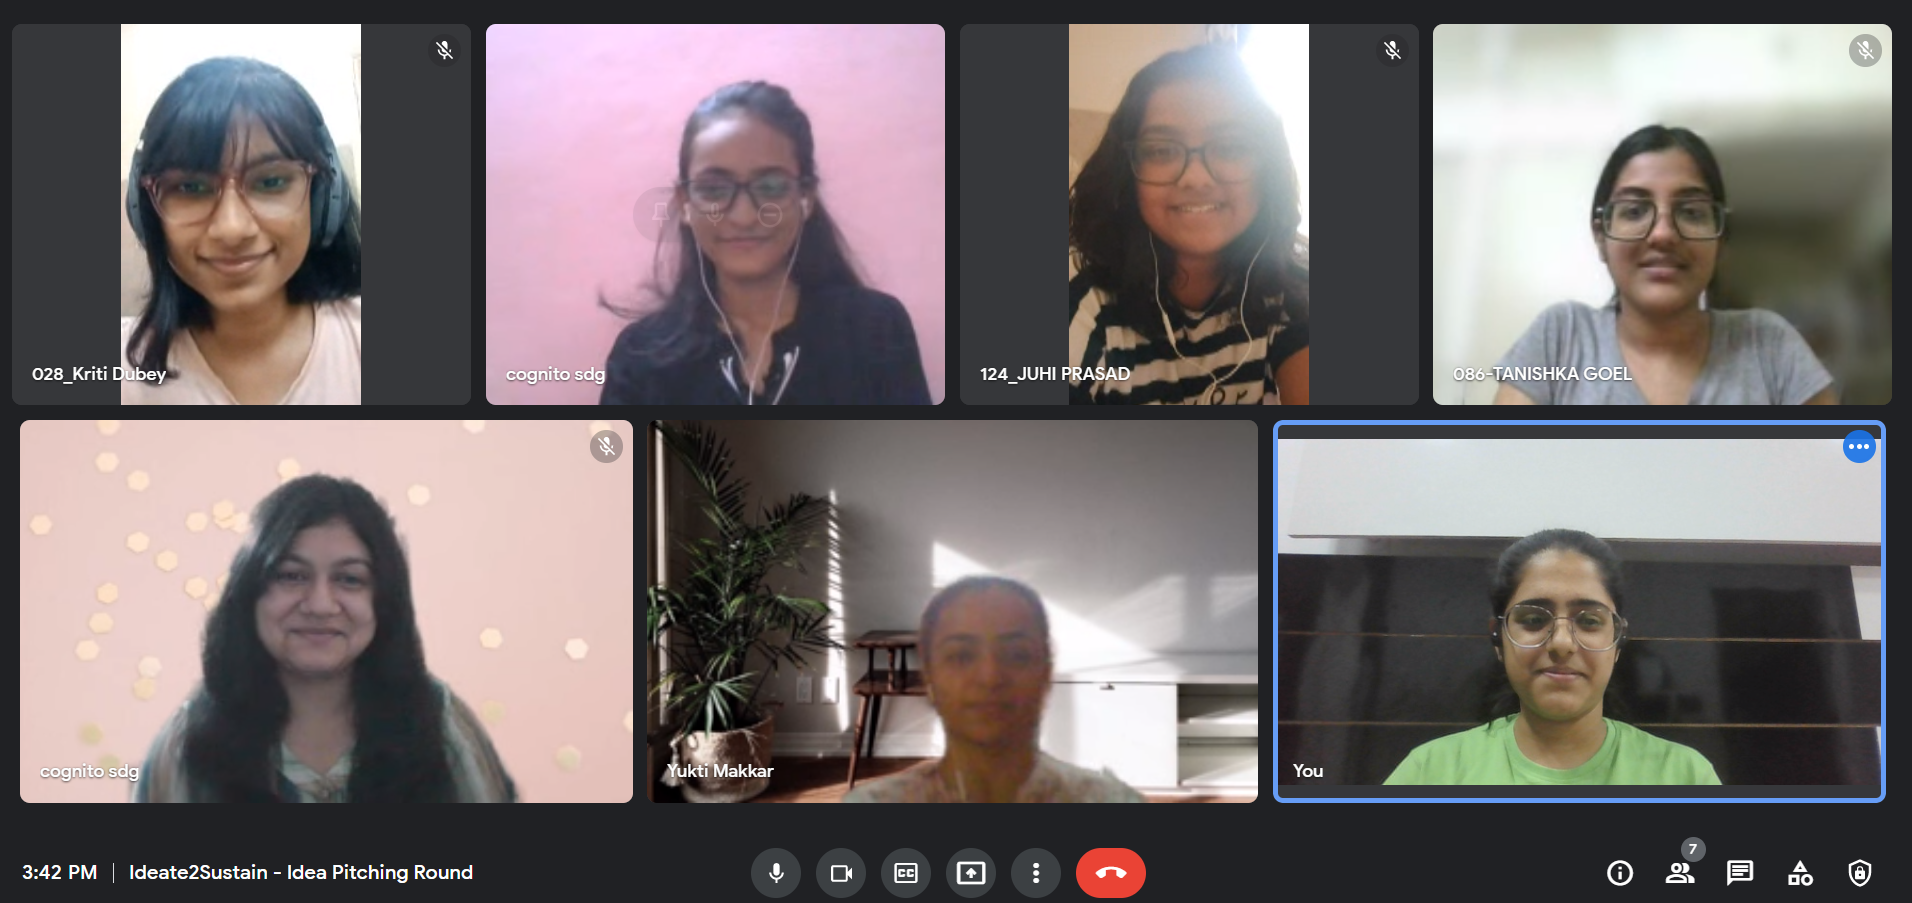 028_Kriti Dubey
cognito sdg
124_JUHI PRASAD
086-TANISHKA GOEL
cognito sdg
Yukti Makkar
You
3:42 PM | Ideate2Sustain - Idea Pitching Round
CC
7